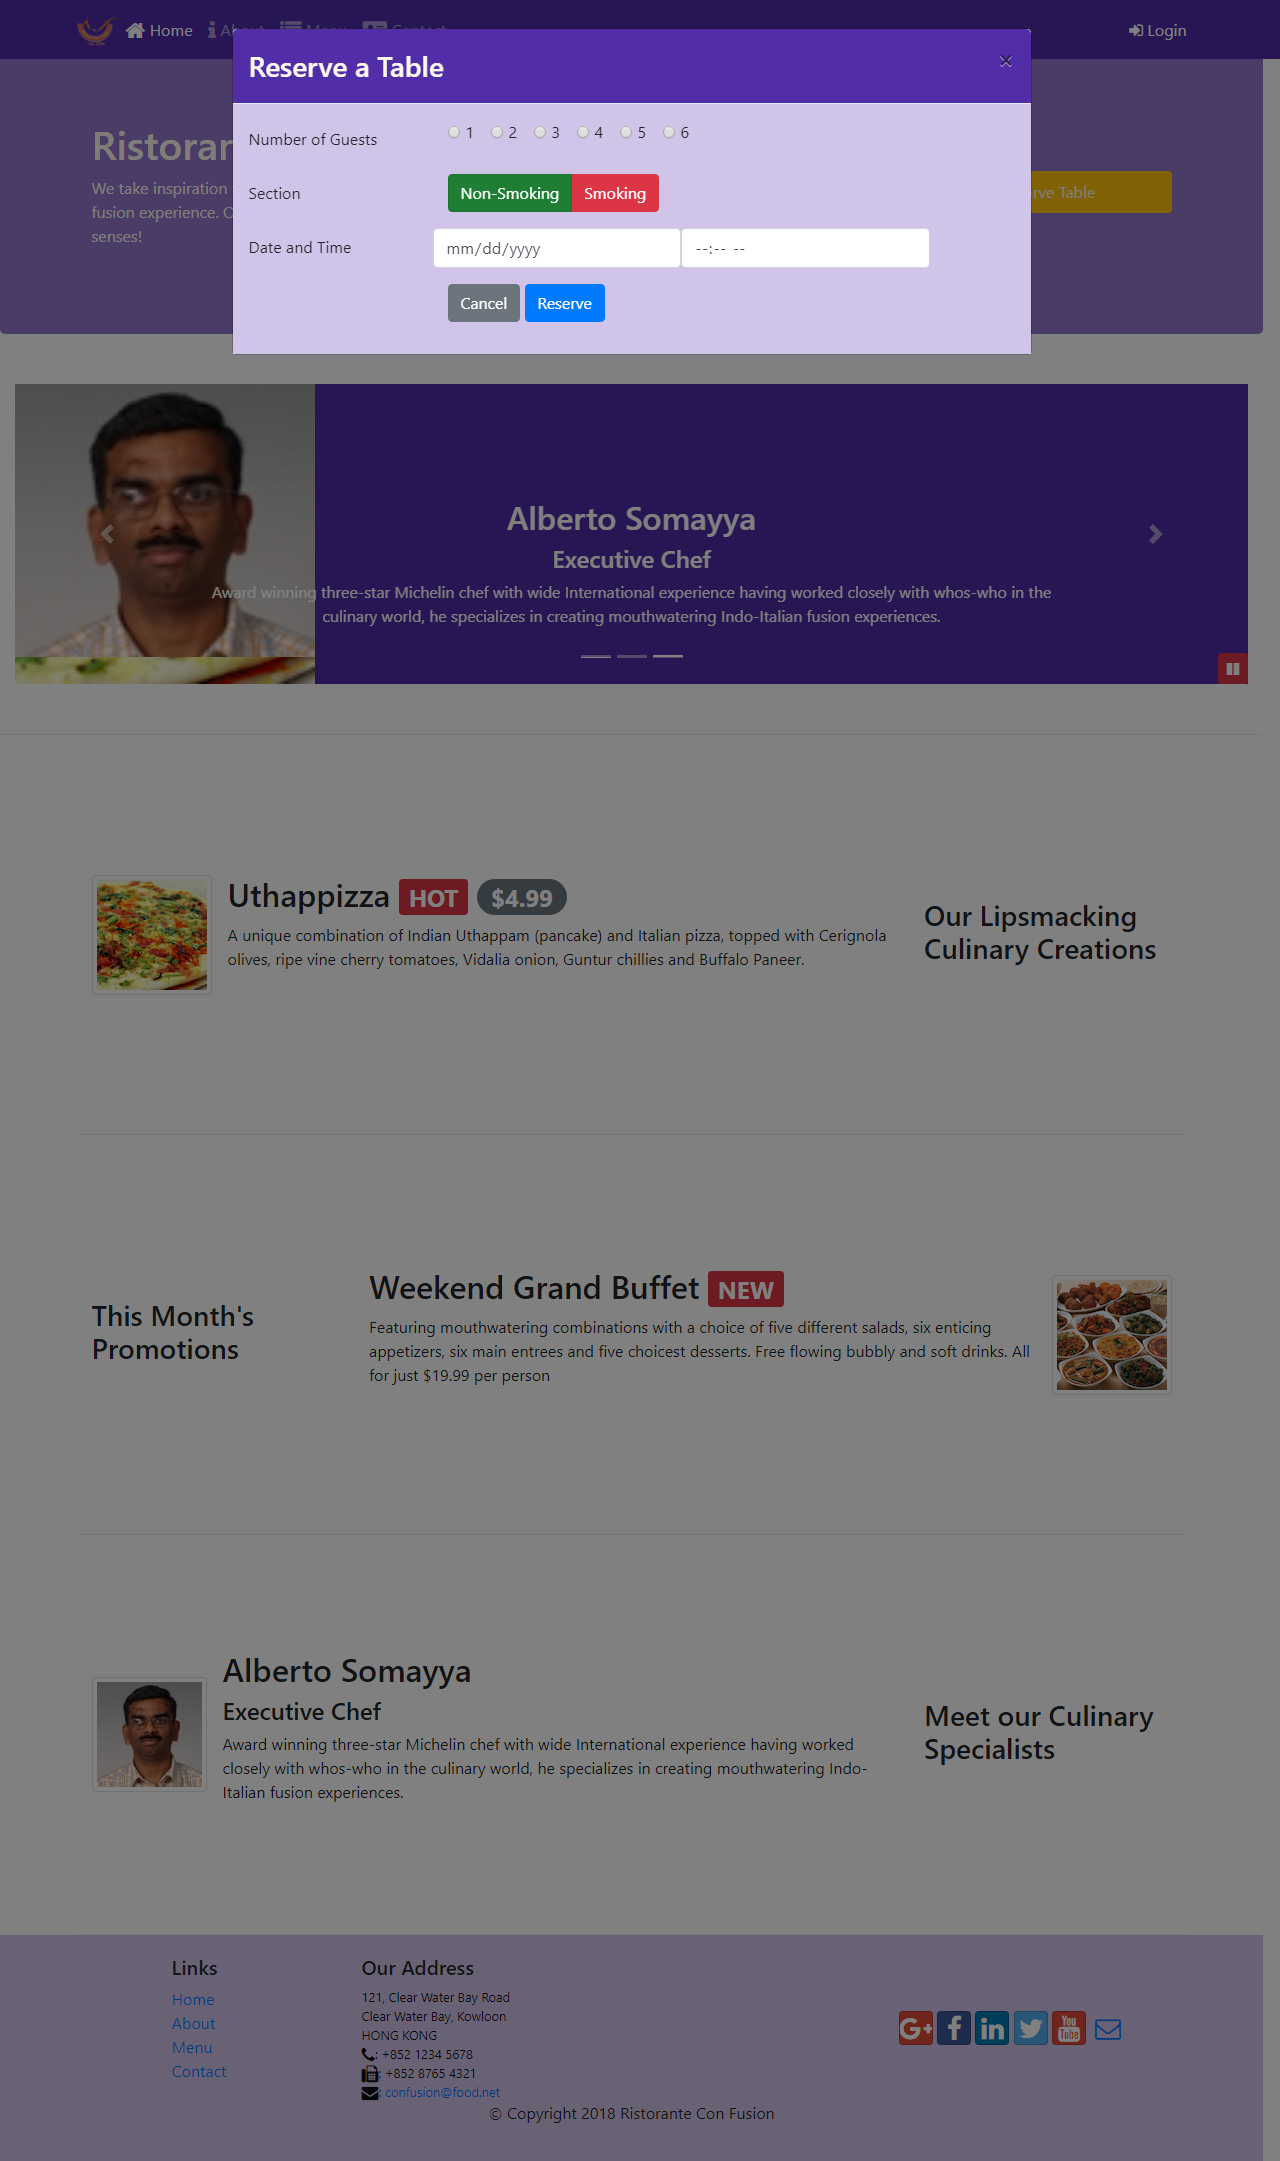 Home
Login
Reserve a Table
×
Number of Guests
1 2 3 4 5 6
Section
Non-Smoking Smoking
Date and Time
mm/dd/yyyy
--:-- --
Cancel Reserve
We take inspiration
fusion experience.
senses!
Table
Alberto Somayya
Executive Chef
Award winning three-star Michelin chef with wide International experience having worked closely with whos-who in the
culinary world, he specializes in creating mouthwatering Indo-Italian fusion experiences.
Uthappizza HOT $4.99
A unique combination of Indian Uthappam (pancake) and Italian pizza, topped with Cerignola
olives, ripe vine cherry tomatoes, Vidalia onion, Guntur chillies and Buffalo Paneer.
Our Lipsmacking
Culinary Creations
This Month's
Promotions
Weekend Grand Buffet NEW
Featuring mouthwatering combinations with a choice of five different salads, six enticing
appetizers, six main entrees and five choicest desserts. Free flowing bubbly and soft drinks. All
for just $19.99 per person
Alberto Somayya
Executive Chef
Award winning three-star Michelin chef with wide International experience having worked
closely with whos-who in the culinary world, he specializes in creating mouthwatering Indo-
Italian fusion experiences.
Meet our Culinary
Specialists
Links
Home
About
Menu
Contact
Our Address
121, Clear Water Bay Road
Clear Water Bay, Kowloon
HONG KONG
: +852 1234 5678
: +852 8765 4321
: confusion@food.net
You
Tube
© Copyright 2018 Ristorante Con Fusion